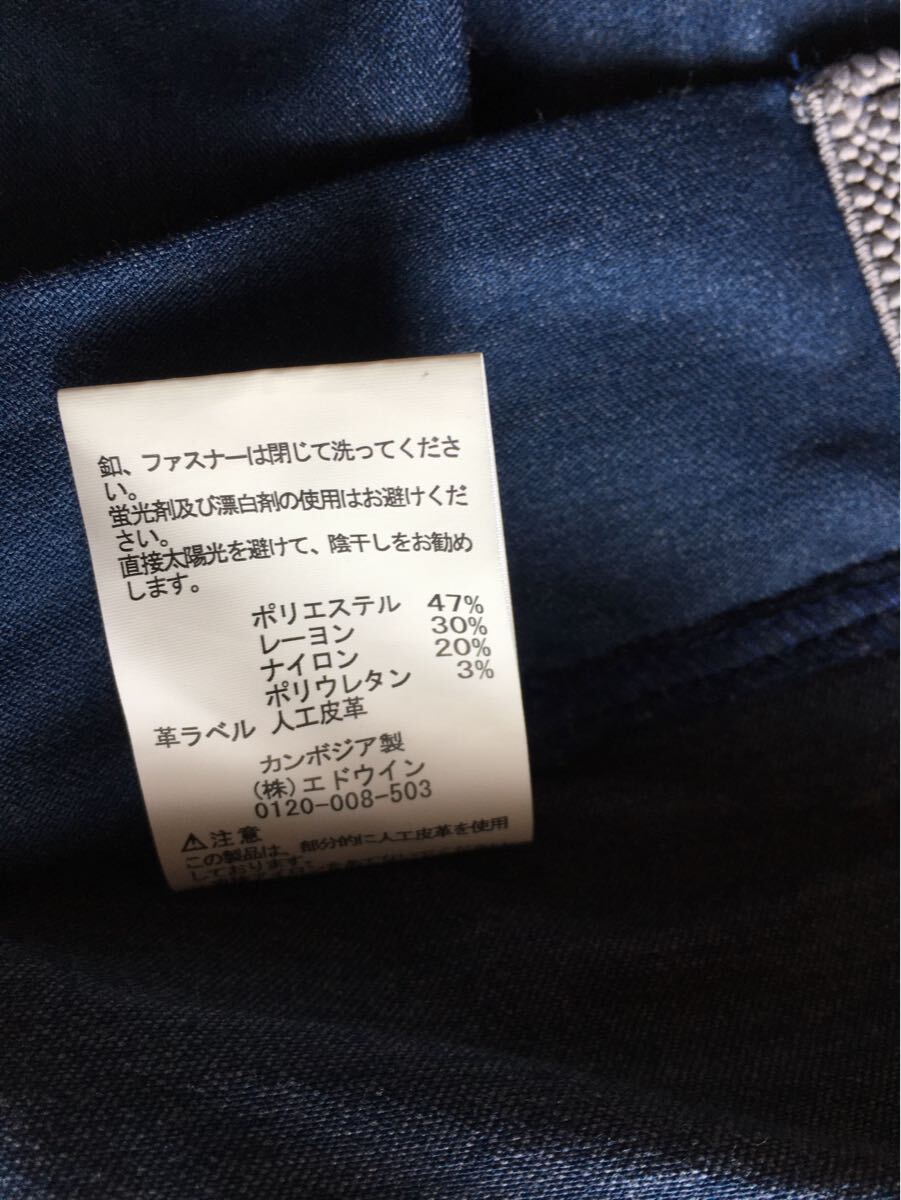 釦、ファスナーは閉じて洗ってくださ
い。
蛍光剤及び漂白剤の使用はお避けくだ
さい。
直接太陽光を避けて、陰干しをお勧め
します。
ポリエステル 47%
レーヨン 30%
ナイロン 20%
ポリウレタン 3%
革ラベル 人工皮革
カンボジア製
(株)エドウイン
0120-008-503
⚠注意
この製品は、部分的に人工皮革を使用
しております。